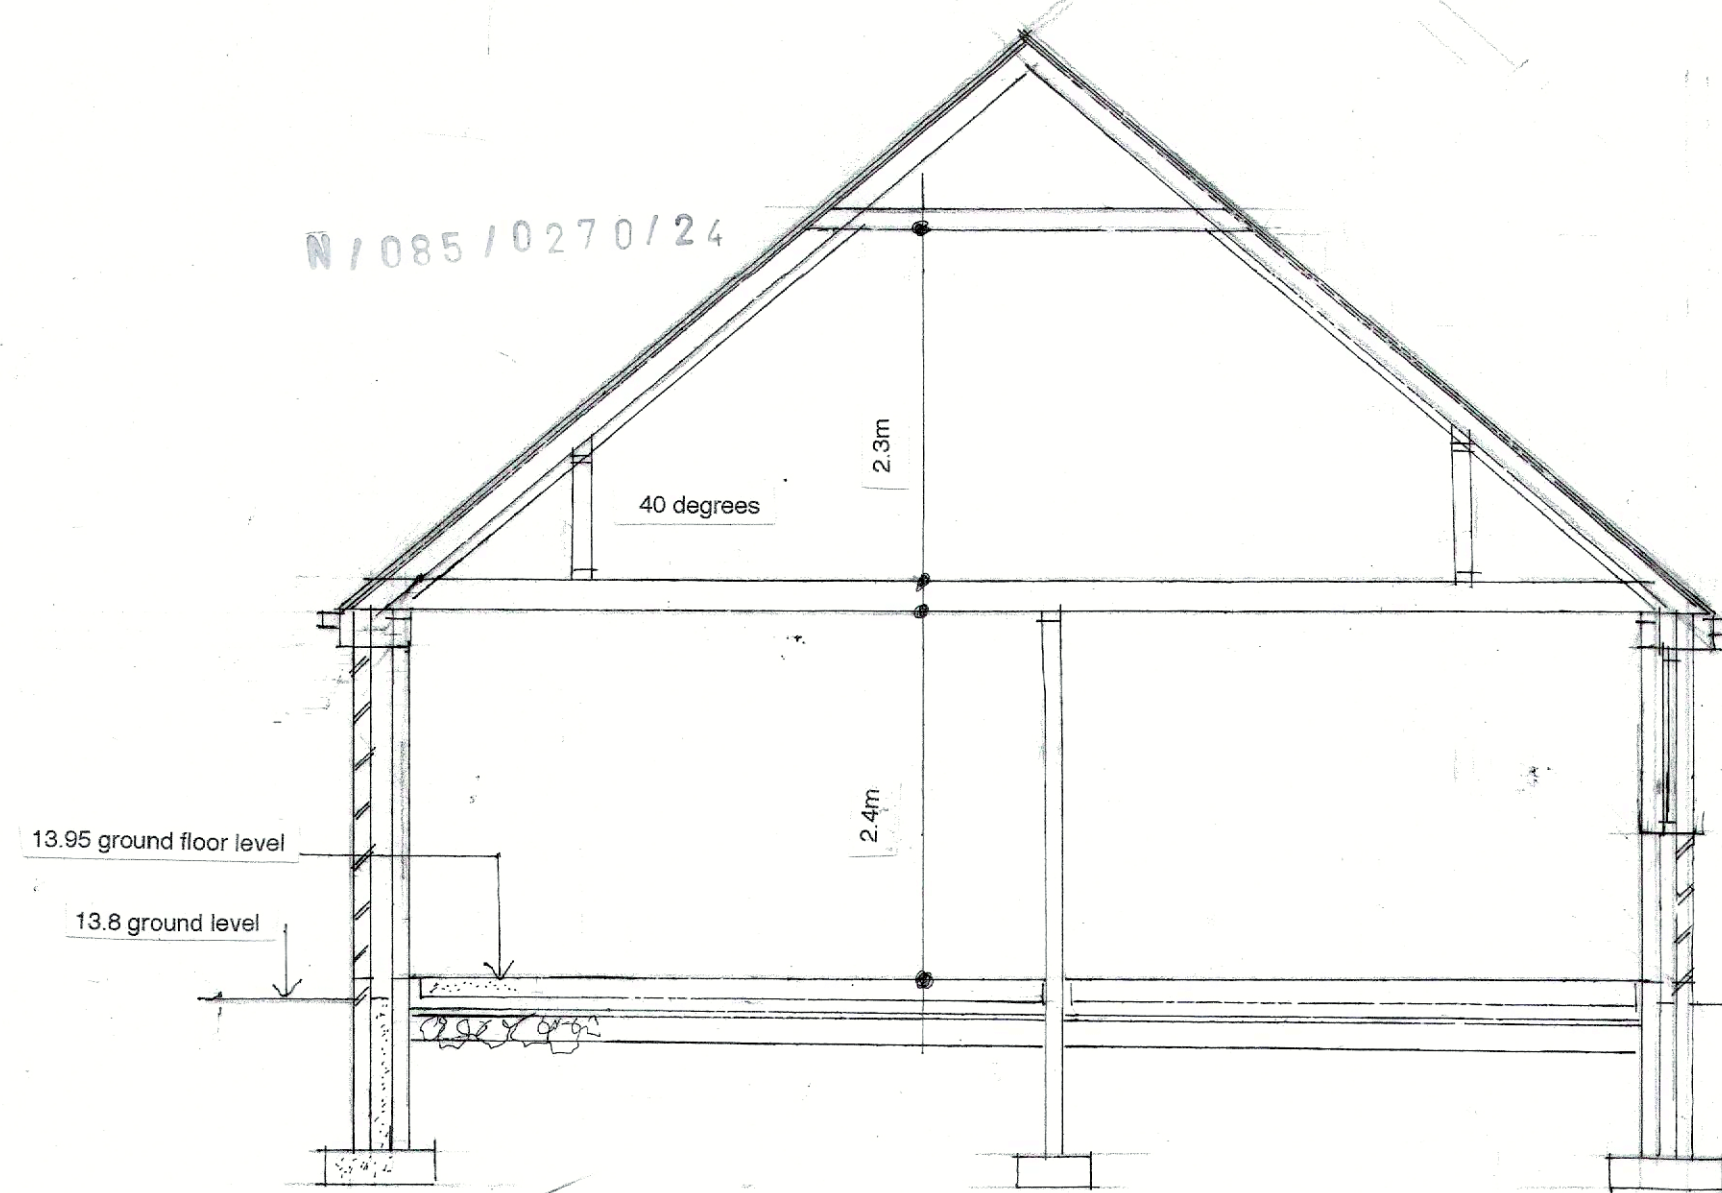 N/085/0270/24
2.3m
40 degrees
2.4m
13.95 ground floor level
13.8 ground level